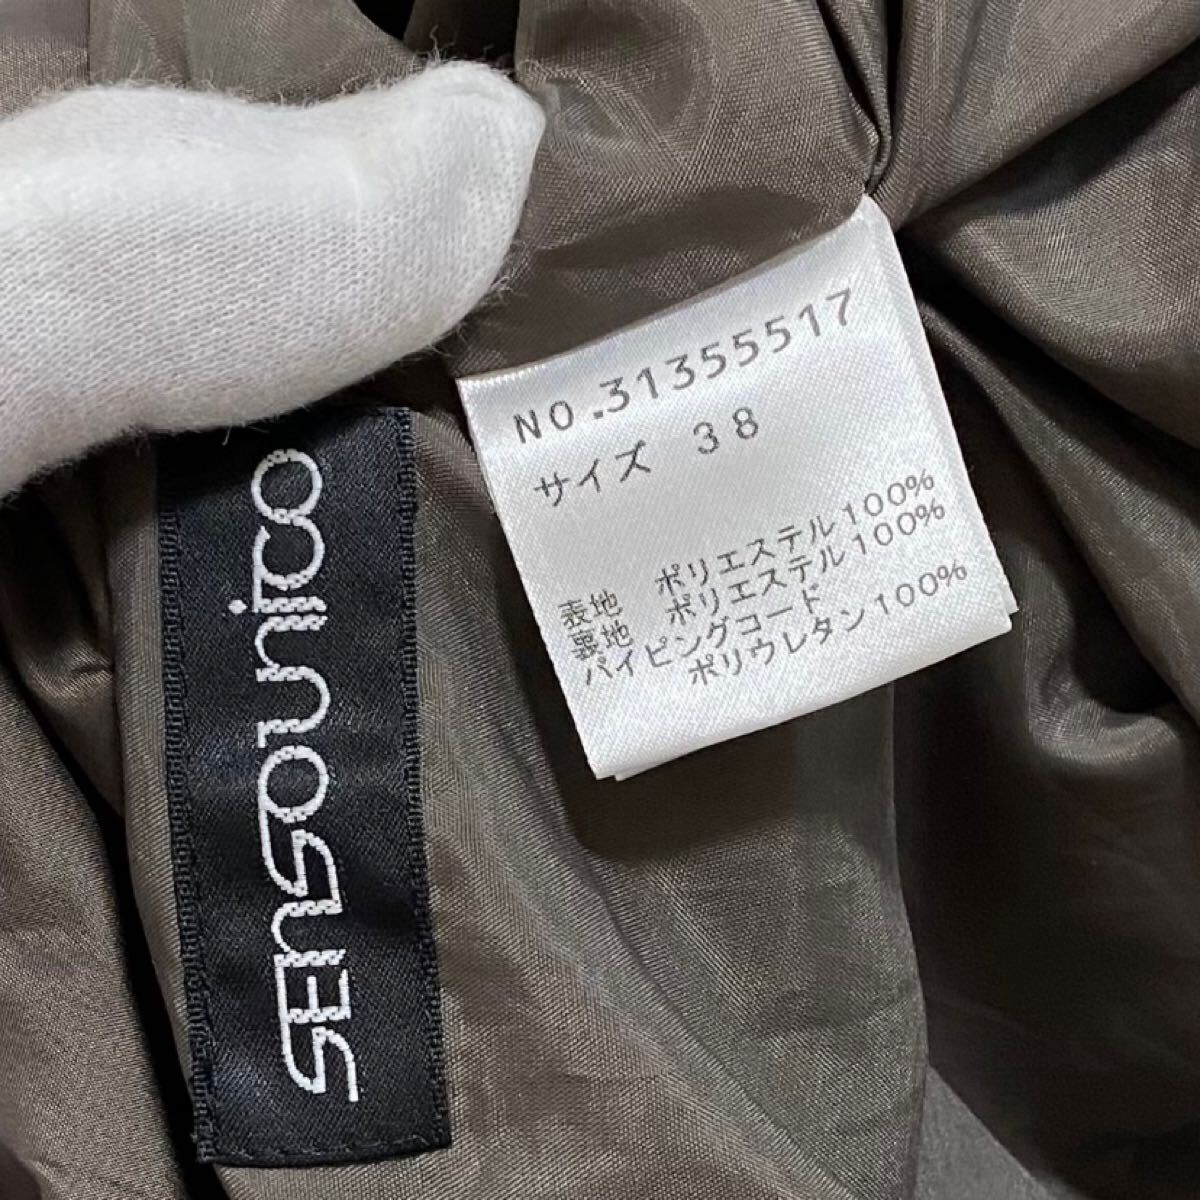 NO.31355517
サイズ 38
表地 ポリエステル100%
裏地 ポリエステル100%
パイピングコード
ポリウレタン100%
sensounico